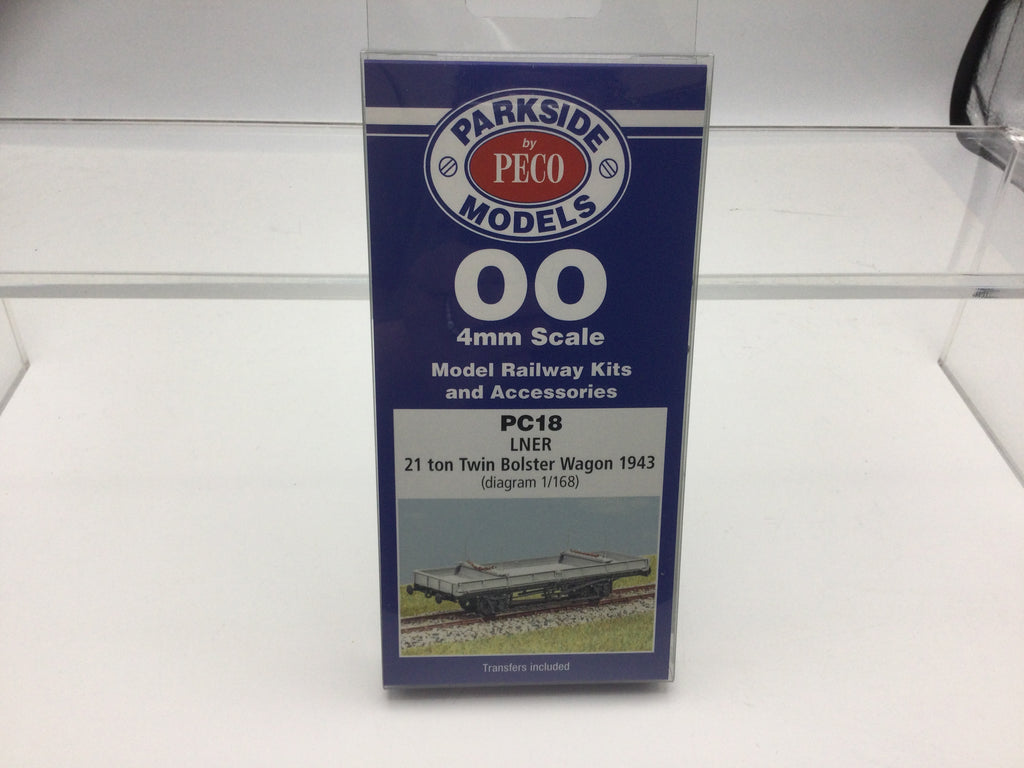 PARKSIDE
by
PECO
MODELS
OO
4mm Scale
Model Railway Kits
and Accessories
PC18
LNER
21 ton Twin Bolster Wagon 1943
(diagram 1/168)
Transfers included